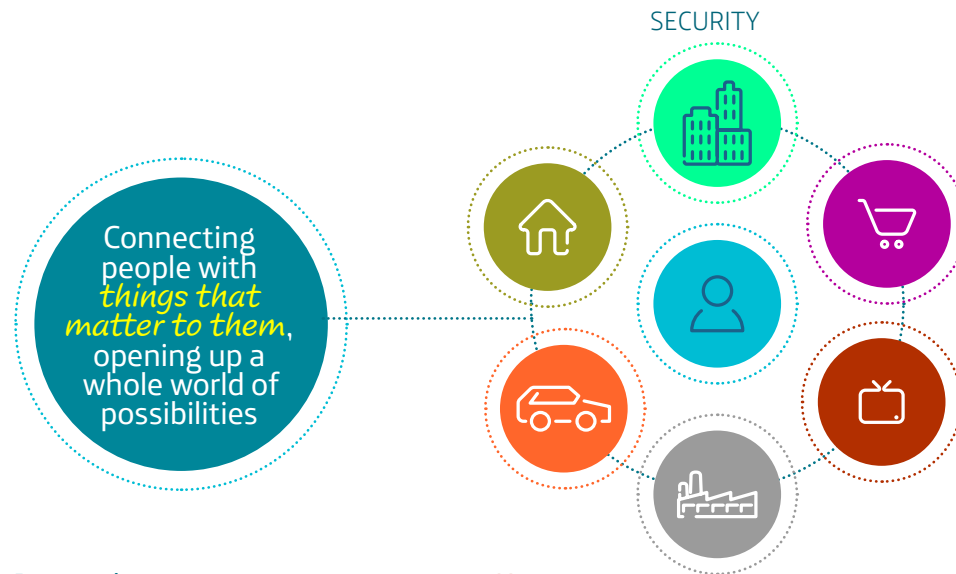 SECURITY
Connecting
people with
things that
matter to them,
opening up a
whole world of
possibilities